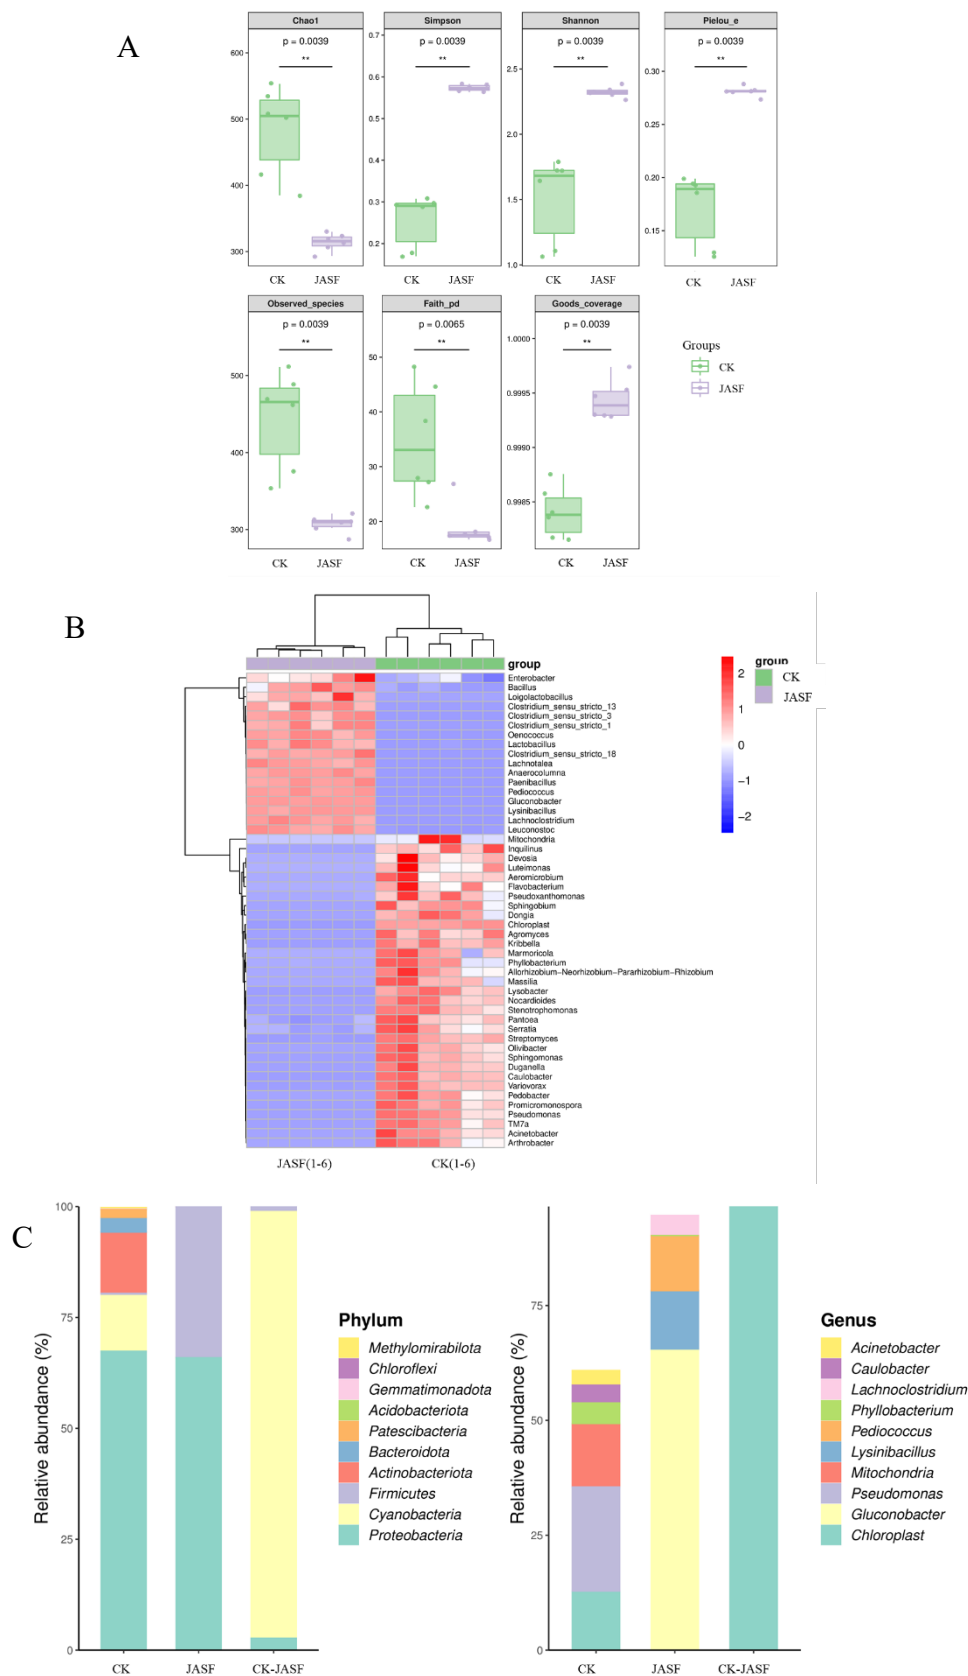 A
Chao1
Simpson
Shannon
Pielou_e
p = 0.0039
p = 0.0039
p = 0.0039
p = 0.0039
**
**
**
**
600
500
400
300
0.7
0.6
0.5
0.4
0.3
0.2
2.5
2.0
1.5
1.0
0.30
0.25
0.20
0.15
CK JASF
CK JASF
CK JASF
CK JASF
Observed_species
Faith_pd
Goods_coverage
p = 0.0039
p = 0.0065
p = 0.0039
**
**
**
500
400
300
50
40
30
20
1.0000
0.9995
0.9990
0.9985
CK JASF
CK JASF
CK JASF
Groups
CK
JASF
B
group
Enterobacter
Bacillus
Loigolactobacillus
Clostridium_sensu_stricto_13
Clostridium_sensu_stricto_3
Clostridium_sensu_stricto_1
Oenococcus
Lactobacillus
Clostridium_sensu_stricto_18
Lachnotalea
Anaerocolumna
Paenibacillus
Pediococcus
Gluconobacter
Lysinibacillus
Lachnoclostridium
Leuconostoc
Mitochondria
Inquilinus
Devosia
Luteimonas
Aeromicrobium
Flavobacterium
Pseudoxanthomonas
Sphingobium
Dongia
Chloroplast
Agromyces
Kribbella
Marmoricola
Phyllobacterium
Allorhizobium−Neorhizobium−Pararhizobium−Rhizobium
Massilia
Lysobacter
Nocardioides
Stenotrophomonas
Pantoea
Serratia
Streptomyces
Olivibacter
Sphingomonas
Duganella
Caulobacter
Variovorax
Pedobacter
Promicromonospora
Pseudomonas
TM7a
Acinetobacter
Arthrobacter
2
1
0
−1
−2
group
CK
JASF
JASF(1-6)
CK(1-6)
C
Relative abundance (%)
100
75
50
25
0
CK
JASF
CK-JASF
Phylum
Methylomirabilota
Chloroflexi
Gemmatimonadota
Acidobacteriota
Patescibacteria
Bacteroidota
Actinobacteriota
Firmicutes
Cyanobacteria
Proteobacteria
Relative abundance (%)
75
50
25
0
CK
JASF
CK-JASF
Genus
Acinetobacter
Caulobacter
Lachnoclostridium
Phyllobacterium
Pediococcus
Lysinibacillus
Mitochondria
Pseudomonas
Gluconobacter
Chloroplast